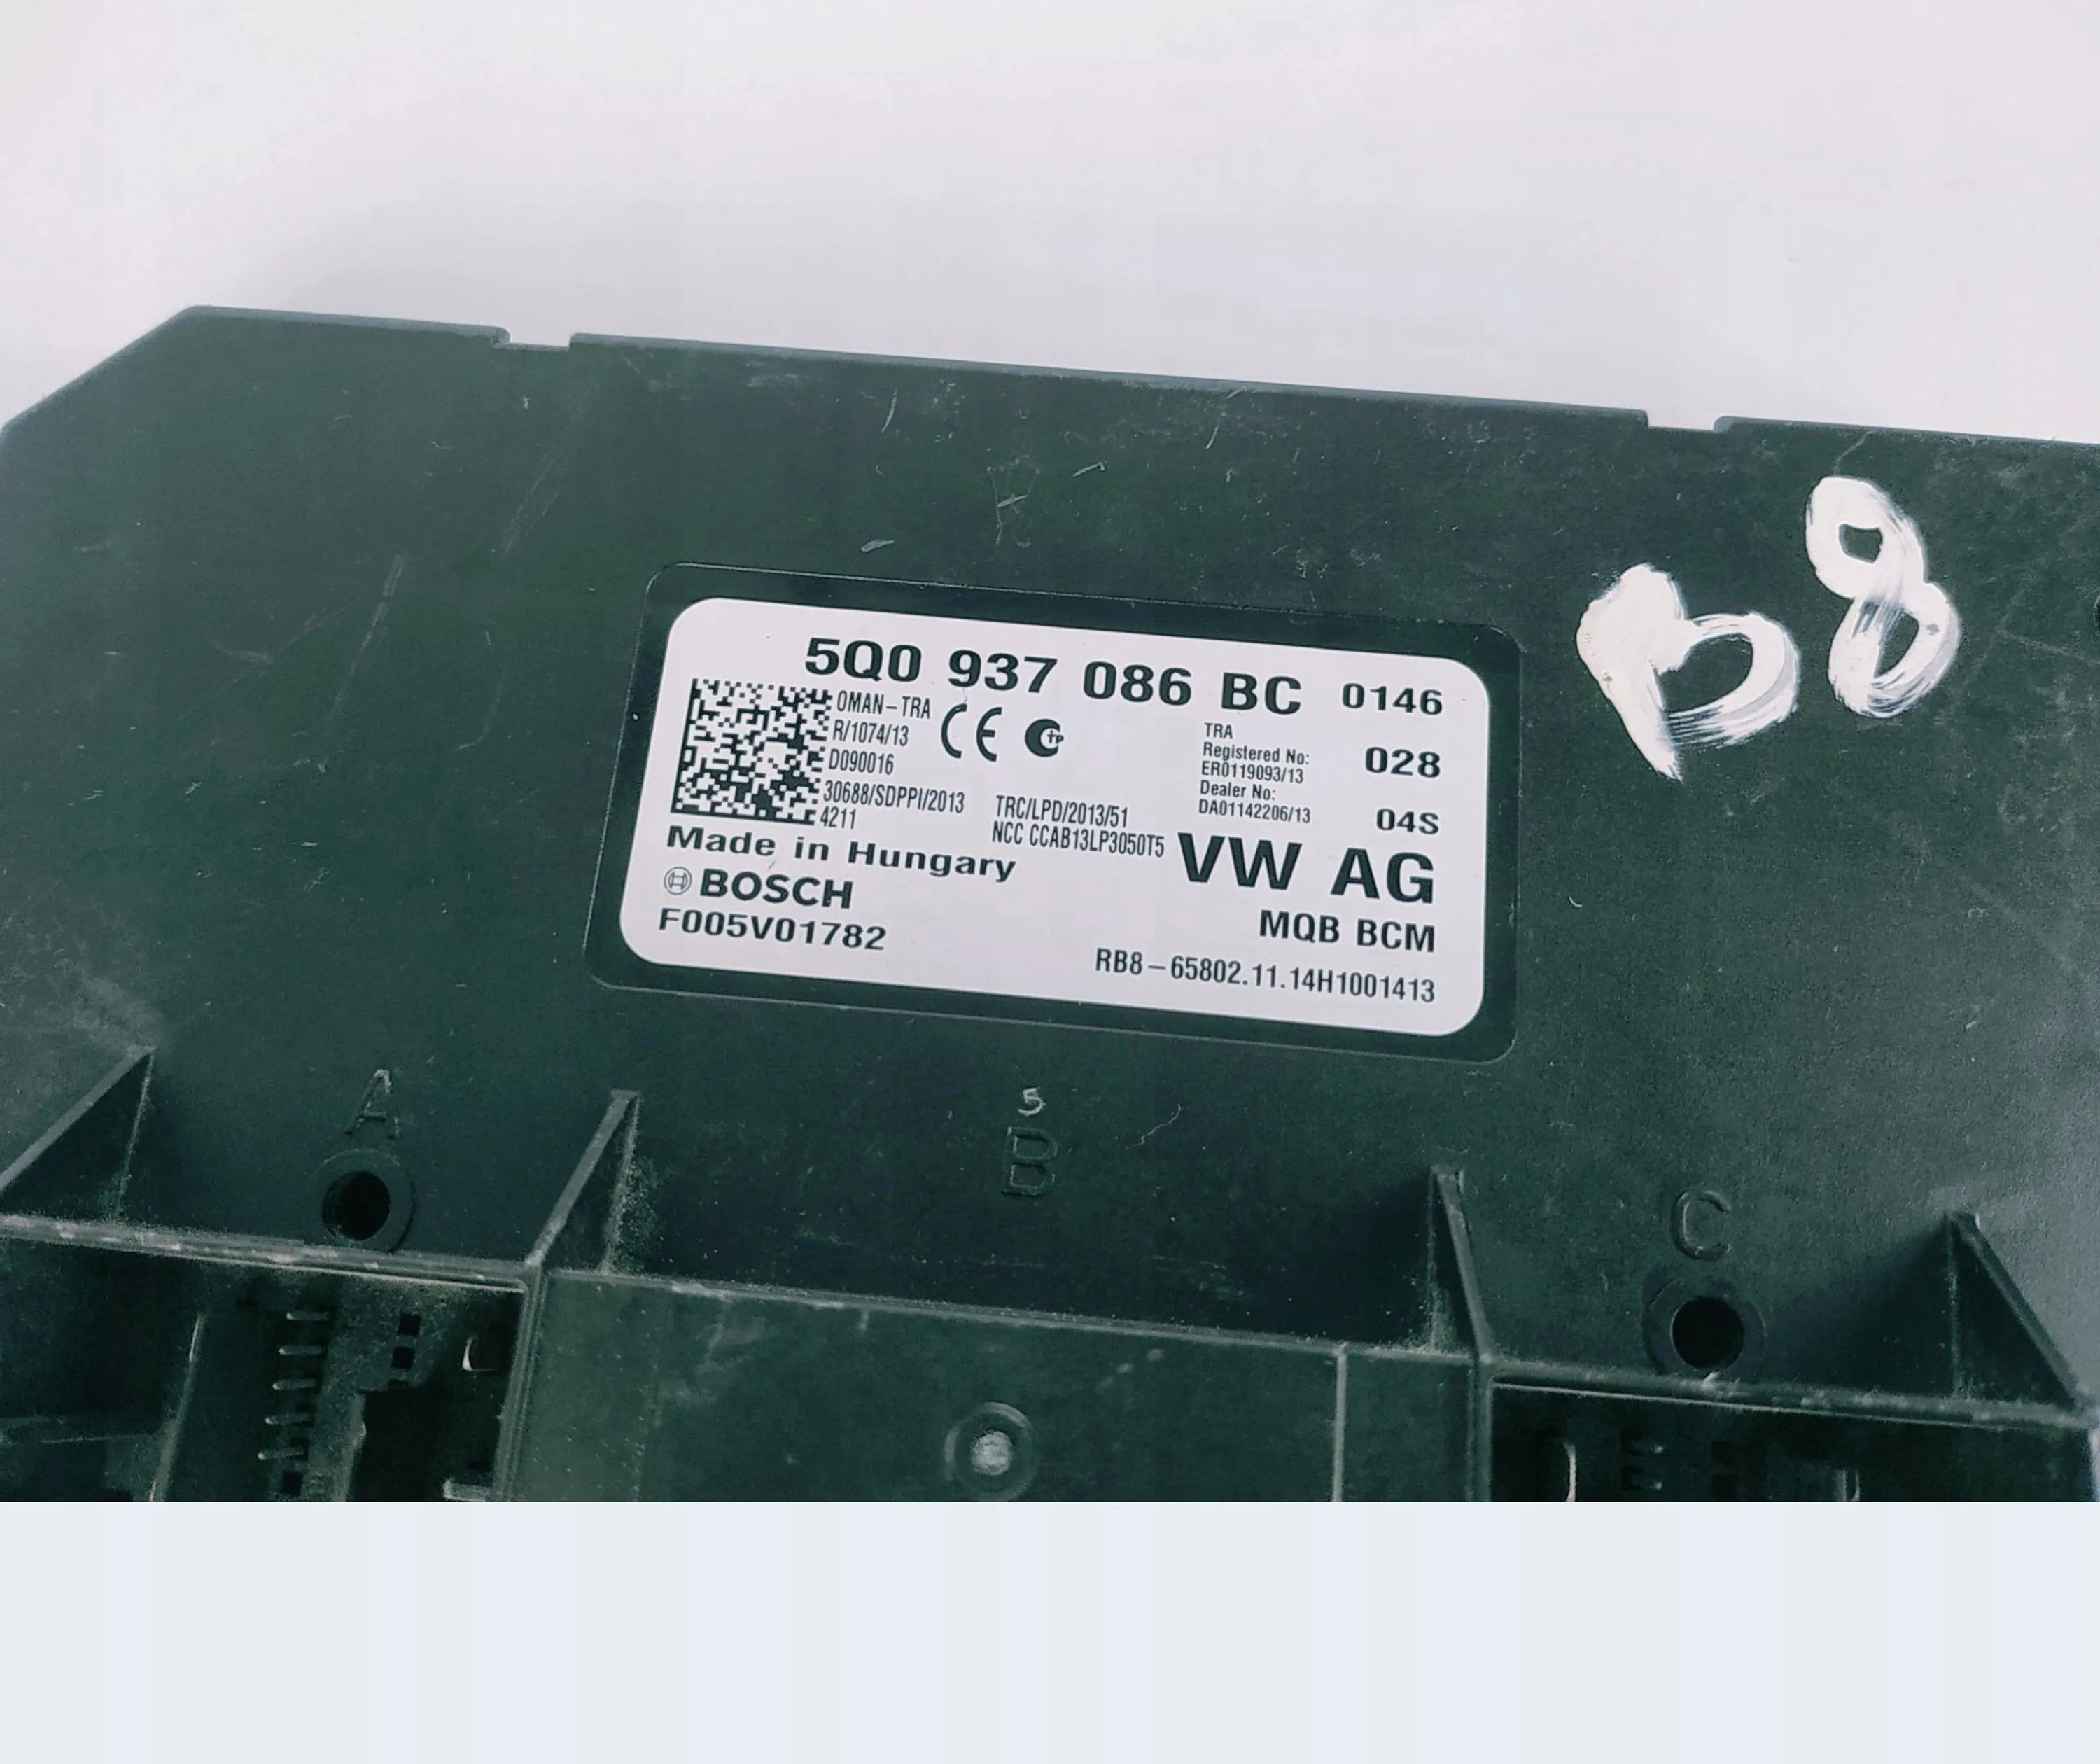 5Q0 937 086 BC 0146
OMAN-TRA
R/1074/13
D090016
30688/SDPPI/2013
4211
CE
TRC/LPD/2013/51
NCC CCAB13LP3050T5
TRA
Registered No:
ER0119093/13
Dealer No:
DA01142206/13
028
04S
Made in Hungary
BOSCH
F005V01782
VW AG
MQB BCM
RB8-65802.11.14H1001413
B8
A
5
B
C